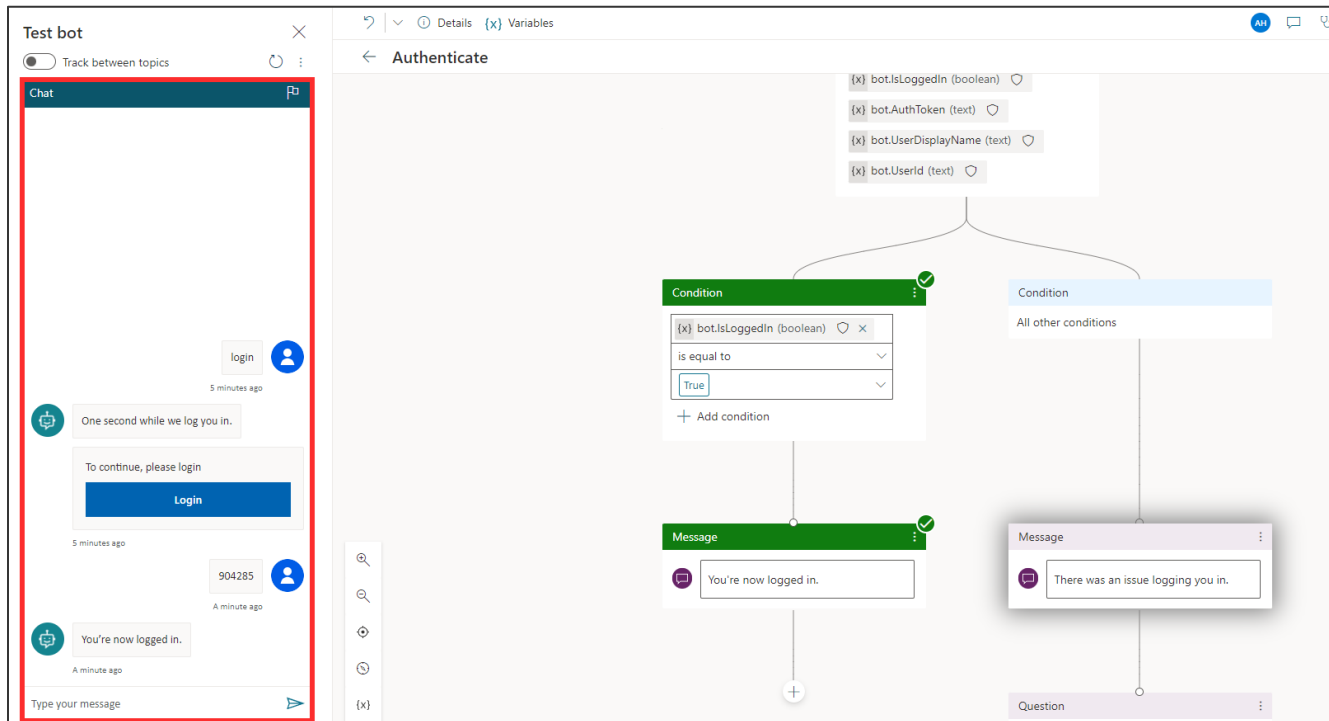 Test bot
Track between topics
Chat
login
5 minutes ago
One second while we log you in.
To continue, please login
Login
5 minutes ago
904285
A minute ago
You're now logged in.
A minute ago
Type your message
Details {x} Variables
AH
Authenticate
{x} bot.IsLoggedIn (boolean)
{x} bot.AuthToken (text)
{x} bot.UserDisplayName (text)
{x} bot.UserId (text)
Condition
{x} bot.IsLoggedIn (boolean)
is equal to
True
Add condition
Condition
All other conditions
Message
You're now logged in.
Message
There was an issue logging you in.
Question
{x}